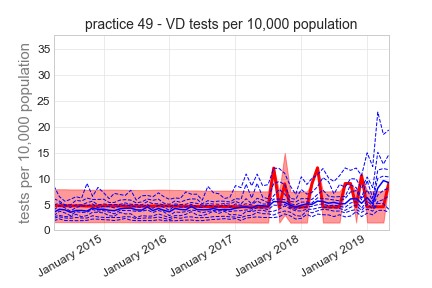 practice 49 - VD tests per 10,000 population
tests per 10,000 population
35
30
25
20
15
10
5
0
January 2015
January 2016
January 2017
January 2018
January 2019